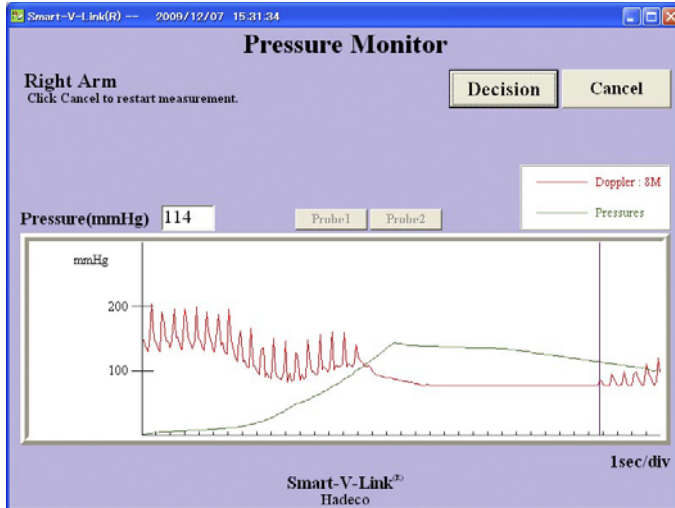 Smart-V-Link(R) -- 2009/12/07 15:31:34
Pressure Monitor
Right Arm
Click Cancel to restart measurement.
Decision
Cancel
Doppler : 8M
Pressures
Pressure(mmHg) 114
Probe1
Probe2
mmHg
200
100
1sec/div
Smart-V-Link(R)
Hadeco